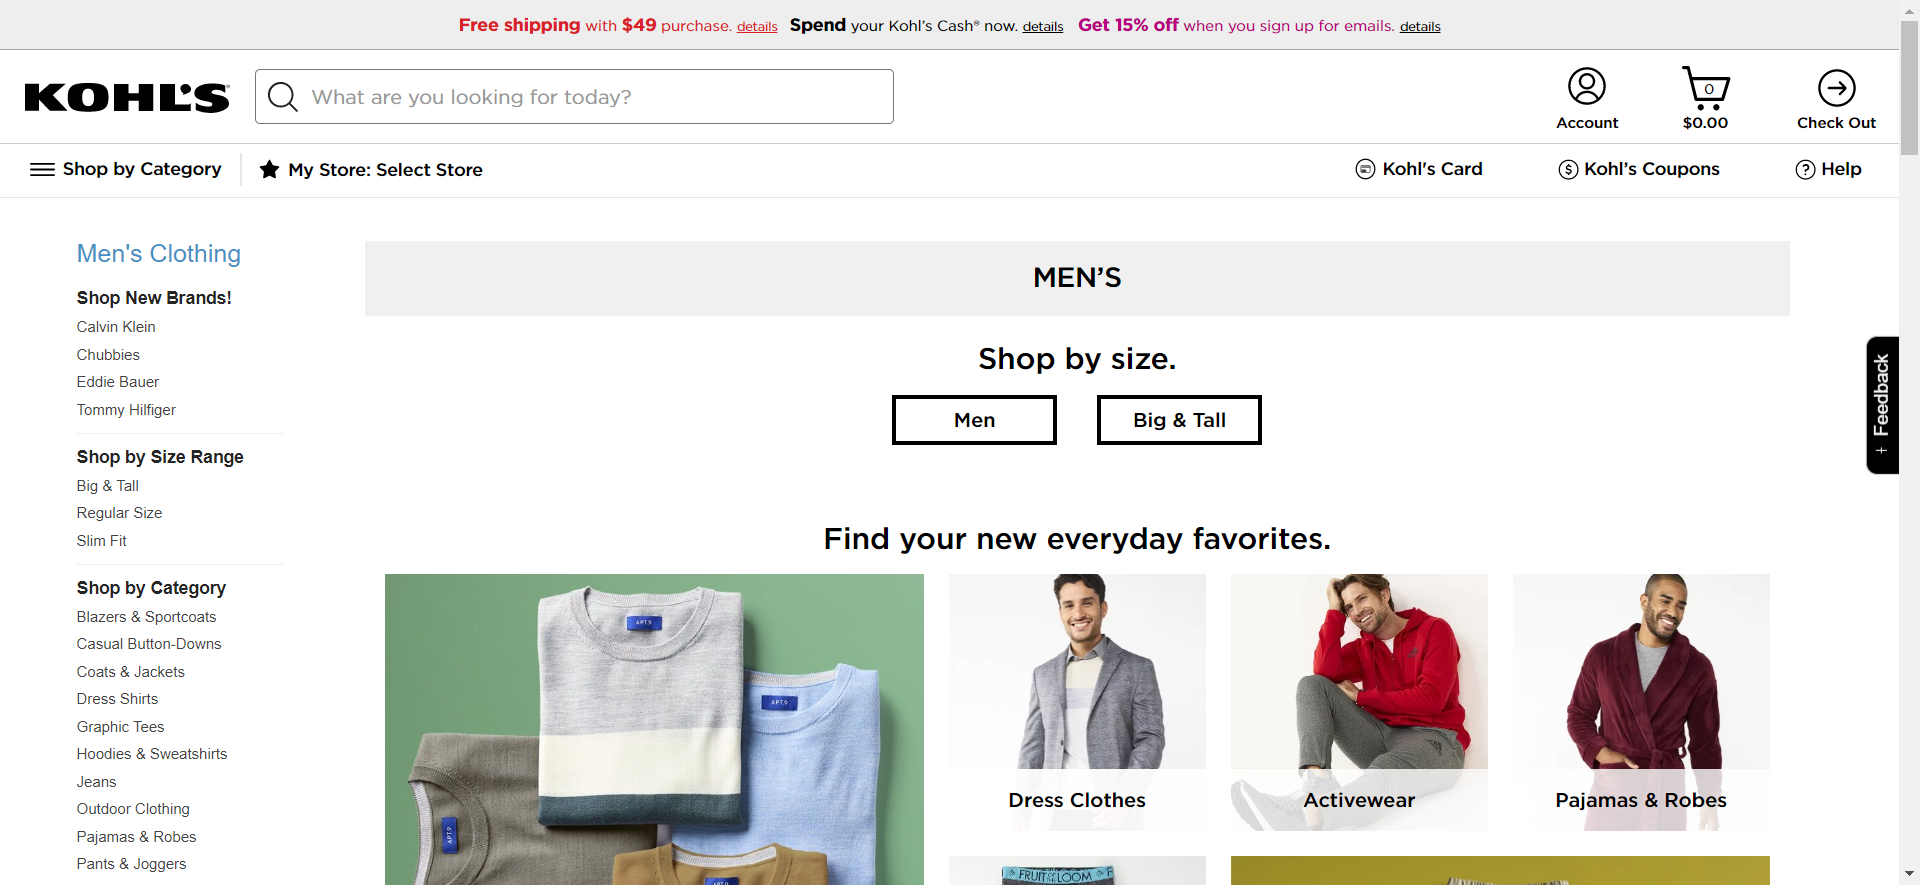 Free shipping with $49 purchase. details Spend your Kohl's Cash® now. details Get 15% off when you sign up for emails. details
KOHL'S
What are you looking for today?
Account
0
$0.00
Check Out
Shop by Category
My Store: Select Store
Kohl's Card
$
Kohl's Coupons
?
Help
Men's Clothing
Shop New Brands!
Calvin Klein
Chubbies
Eddie Bauer
Tommy Hilfiger
Shop by Size Range
Big & Tall
Regular Size
Slim Fit
Shop by Category
Blazers & Sportcoats
Casual Button-Downs
Coats & Jackets
Dress Shirts
Graphic Tees
Hoodies & Sweatshirts
Jeans
Outdoor Clothing
Pajamas & Robes
Pants & Joggers
MEN'S
Shop by size.
Men
Big & Tall
Find your new everyday favorites.
APT.9
APT.9
APT.9
APT.9
Dress Clothes
Activewear
Pajamas & Robes
FRUIT OF THE LOOM F
+ Feedback